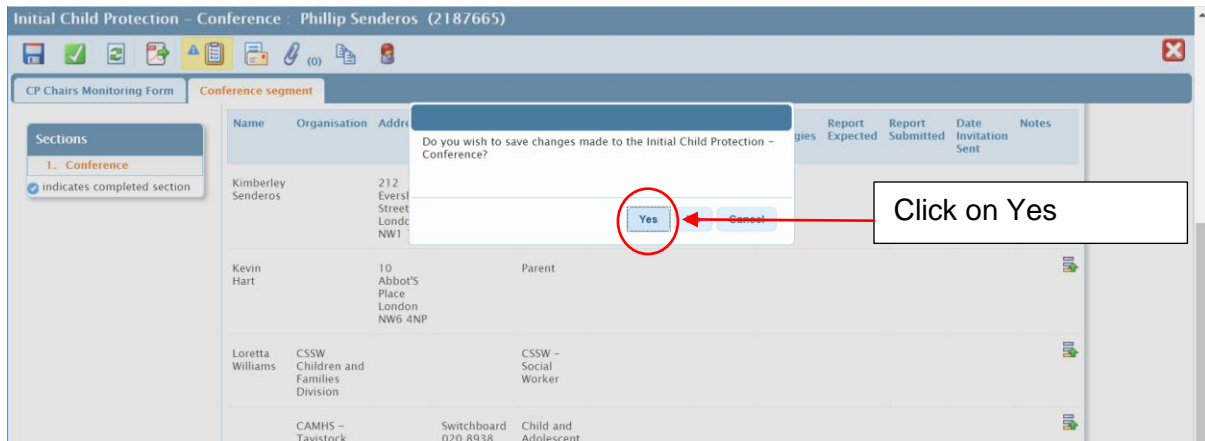 Initial Child Protection – Conference : Phillip Senderos (2187665)
(0)
CP Chairs Monitoring Form
Conference segment
Sections
1. Conference
indicates completed section
Name Organisation Report Expected Report Submitted Date Invitation Sent Notes
Do you wish to save changes made to the Initial Child Protection –
Conference?
Yes
Cancel
Click on Yes
Kimberley
Senderos
212
Street
NW1
Kevin
Hart
10
Abbot'S
Place
London
NW6 4NP
Parent
Loretta
Williams
CSSW
Children and
Families
Division
CSSW –
Social
Worker
CAMHS –
Tavistock
Switchboard
020 8938
Child and
Adolescent